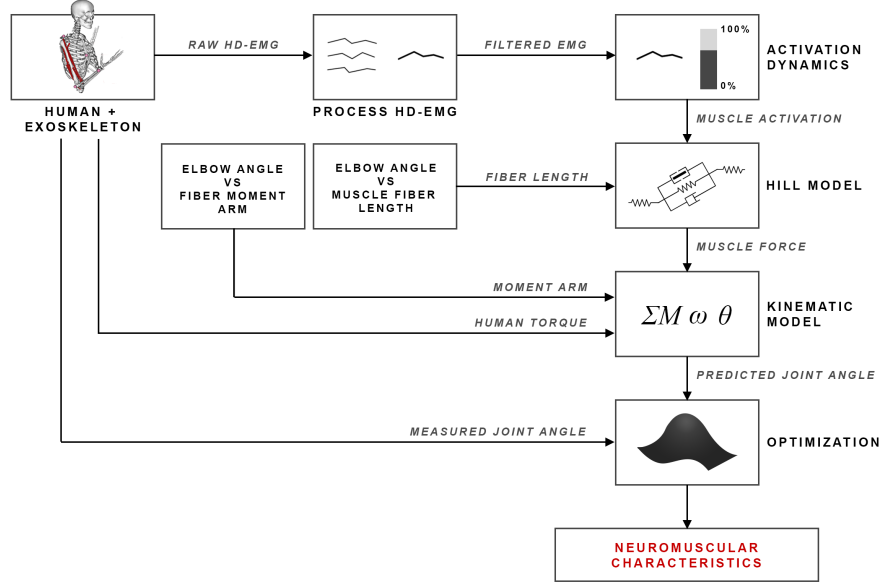 RAW HD-EMG
FILTERED EMG
100%
0%
ACTIVATION
DYNAMICS
HUMAN +
EXOSKELETON
PROCESS HD-EMG
MUSCLE ACTIVATION
ELBOW ANGLE
VS
FIBER MOMENT
ARM
ELBOW ANGLE
VS
MUSCLE FIBER
LENGTH
FIBER LENGTH
HILL MODEL
MUSCLE FORCE
MOMENT ARM
HUMAN TORQUE
ΣM ω θ
KINEMATIC
MODEL
PREDICTED JOINT ANGLE
MEASURED JOINT ANGLE
OPTIMIZATION
NEUROMUSCULAR
CHARACTERISTICS